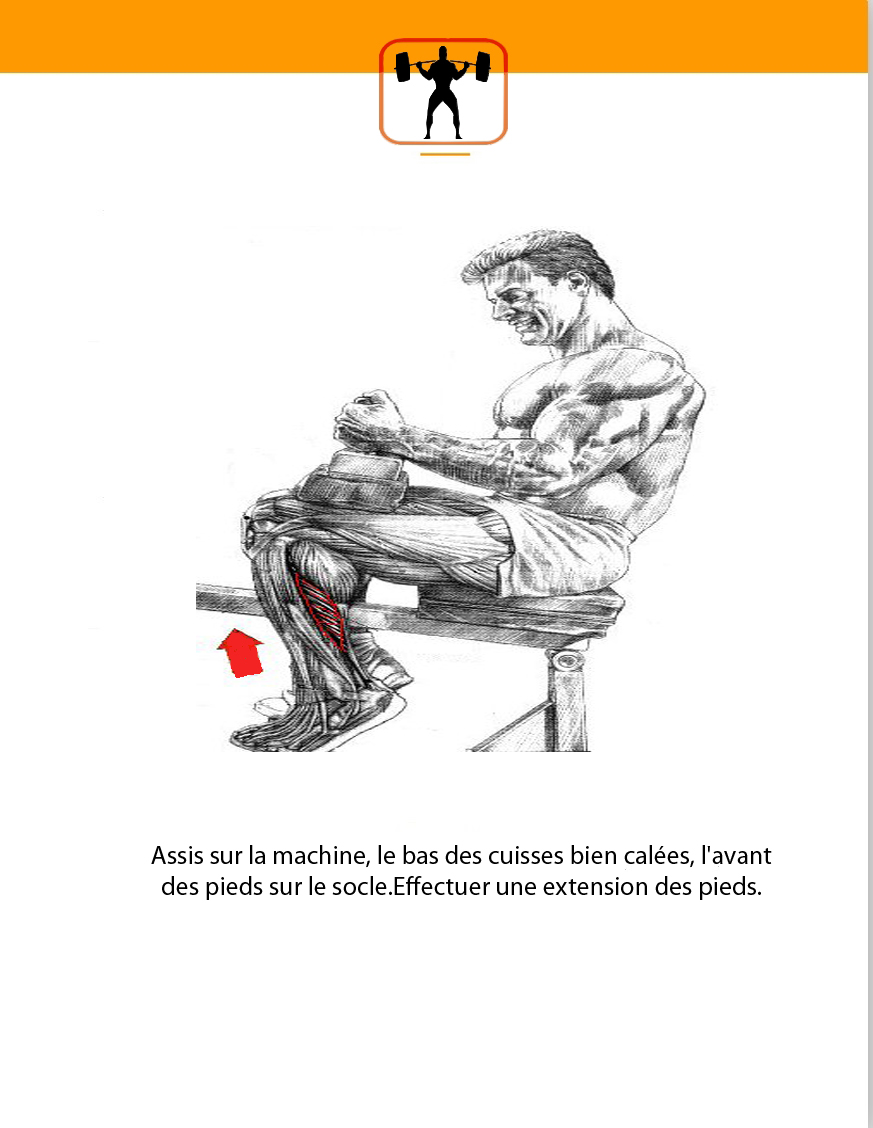 Assis sur la machine, le bas des cuisses bien calées, l'avant
des pieds sur le socle.Effectuer une extension des pieds.